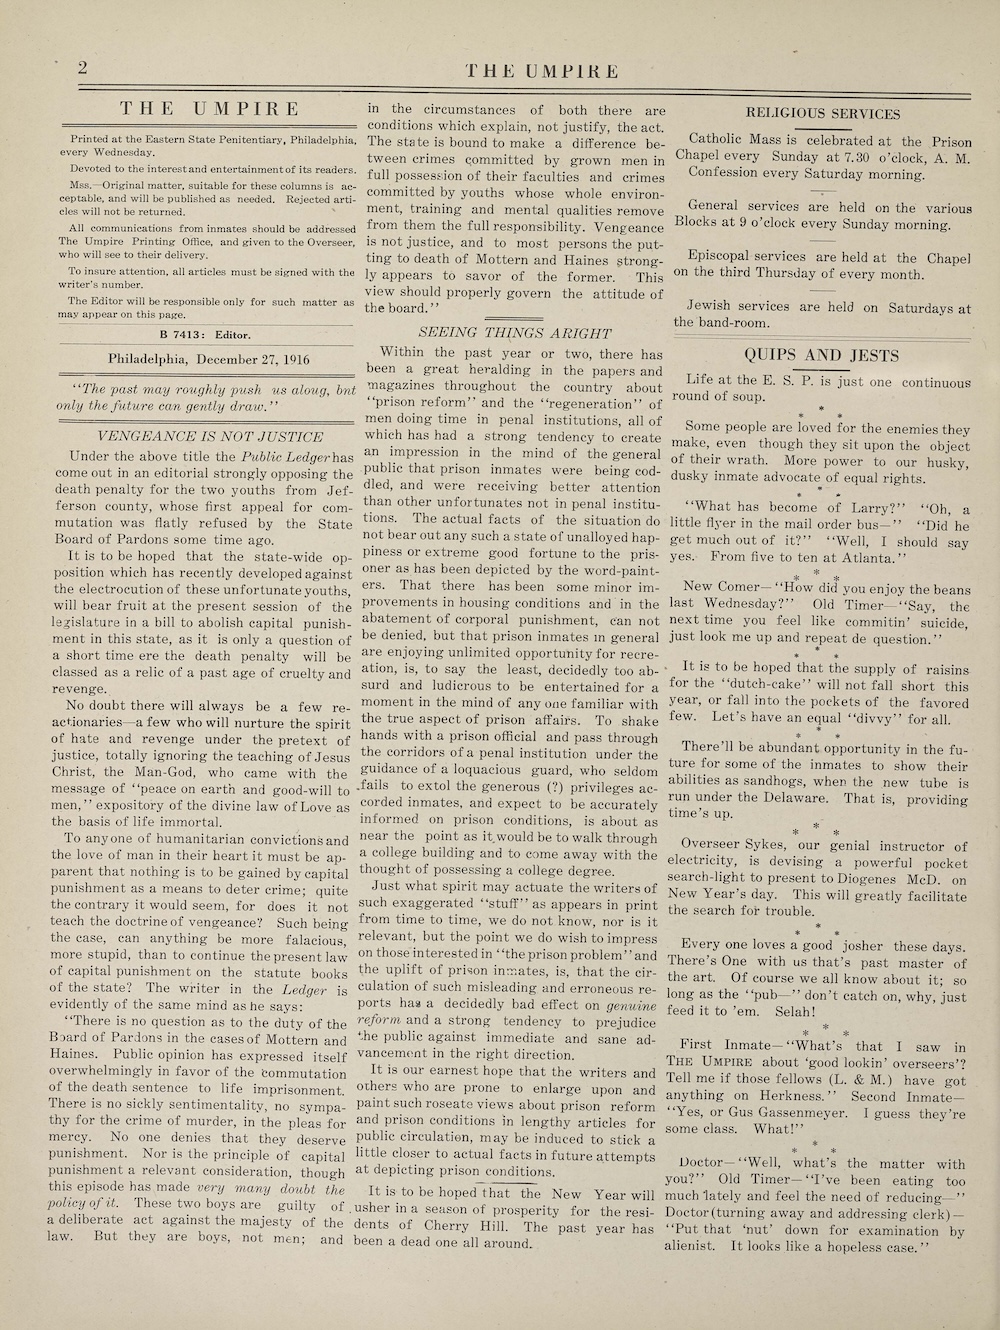 2
THE UMPIRE
THE UMPIRE
Printed at the Eastern State Penitentiary, Philadelphia,
every Wednesday.
Devoted to the interest and entertainment of its readers.
Mss.—Original matter, suitable for these columns is ac-
ceptable, and will be published as needed. Rejected arti-
cles will not be returned.
All communications from inmates should be addressed
The Umpire Printing Office, and given to the Overseer,
who will see to their delivery.
To insure attention, all articles must be signed with the
writer's number.
The Editor will be responsible only for such matter as
may appear on this page.
B 7413: Editor.
Philadelphia, December 27, 1916
"The past may roughly push us aloug, bnt
only the future can gently draw."
VENGEANCE IS NOT JUSTICE
Under the above title the Public Ledger has
come out in an editorial strongly opposing the
death penalty for the two youths from Jef-
ferson county, whose first appeal for com-
mutation was flatly refused by the State
Board of Pardons some time ago.
It is to be hoped that the state-wide op-
position which has recently developed against
the electrocution of these unfortunate youths,
will bear fruit at the present session of the
legislature in a bill to abolish capital punish-
ment in this state, as it is only a question of
a short time ere the death penalty will be
classed as a relic of a past age of cruelty and
revenge.
No doubt there will always be a few re-
actionaries—a few who will nurture the spirit
of hate and revenge under the pretext of
justice, totally ignoring the teaching of Jesus
Christ, the Man-God, who came with the
message of "peace on earth and good-will to
men," expository of the divine law of Love as
the basis of life immortal.
To anyone of humanitarian convictions and
the love of man in their heart it must be ap-
parent that nothing is to be gained by capital
punishment as a means to deter crime; quite
the contrary it would seem, for does it not
teach the doctrine of vengeance? Such being
the case, can anything be more falacious,
more stupid, than to continue the present law
of capital punishment on the statute books
of the state? The writer in the Ledger is
evidently of the same mind as he says:
"There is no question as to the duty of the
Board of Pardons in the cases of Mottern and
Haines. Public opinion has expressed itself
overwhelmingly in favor of the commutation
of the death sentence to life imprisonment.
There is no sickly sentimentality, no sympa-
thy for the crime of murder, in the pleas for
mercy. No one denies that they deserve
punishment. Nor is the principle of capital
punishment a relevant consideration, though
this episode has made very many doubt the
policy of it. These two boys are guilty of
a deliberate act against the majesty of the
law. But they are boys, not men; and
in the circumstances of both there are
conditions which explain, not justify, the act.
The state is bound to make a difference be-
tween crimes committed by grown men in
full possession of their faculties and crimes
committed by youths whose whole environ-
ment, training and mental qualities remove
from them the full responsibility. Vengeance
is not justice, and to most persons the put-
ting to death of Mottern and Haines strong-
ly appears to savor of the former. This
view should properly govern the attitude of
the board."
SEEING THINGS ARIGHT
Within the past year or two, there has
been a great heralding in the papers and
magazines throughout the country about
"prison reform" and the "regeneration" of
men doing time in penal institutions, all of
which has had a strong tendency to create
an impression in the mind of the general
public that prison inmates were being cod-
dled, and were receiving better attention
than other unfortunates not in penal institu-
tions. The actual facts of the situation do
not bear out any such a state of unalloyed hap-
piness or extreme good fortune to the pris-
oner as has been depicted by the word-paint-
ers. That there has been some minor im-
provements in housing conditions and in the
abatement of corporal punishment, can not
be denied, but that prison inmates in general
are enjoying unlimited opportunity for recre-
ation, is, to say the least, decidedly too ab-
surd and ludicrous to be entertained for a
moment in the mind of any one familiar with
the true aspect of prison affairs. To shake
hands with a prison official and pass through
the corridors of a penal institution under the
guidance of a loquacious guard, who seldom
fails to extol the generous (?) privileges ac-
corded inmates, and expect to be accurately
informed on prison conditions, is about as
near the point as it would be to walk through
a college building and to come away with the
thought of possessing a college degree.
Just what spirit may actuate the writers of
such exaggerated "stuff" as appears in print
from time to time, we do not know, nor is it
relevant, but the point we do wish to impress
on those interested in "the prison problem" and
the uplift of prison inmates, is, that the cir-
culation of such misleading and erroneous re-
ports has a decidedly bad effect on genuine
reform and a strong tendency to prejudice
the public against immediate and sane ad-
vancement in the right direction.
It is our earnest hope that the writers and
others who are prone to enlarge upon and
paint such roseate views about prison reform
and prison conditions in lengthy articles for
public circulation, may be induced to stick a
little closer to actual facts in future attempts
at depicting prison conditions.
It is to be hoped that the New Year will
usher in a season of prosperity for the resi-
dents of Cherry Hill. The past year has
been a dead one all around.
RELIGIOUS SERVICES
Catholic Mass is celebrated at the Prison
Chapel every Sunday at 7.30 o'clock, A. M.
Confession every Saturday morning.
General services are held on the various
Blocks at 9 o'clock every Sunday morning.
Episcopal services are held at the Chapel
on the third Thursday of every month.
Jewish services are held on Saturdays at
the band-room.
QUIPS AND JESTS
Life at the E. S. P. is just one continuous
round of soup.
*
* *
Some people are loved for the enemies they
make, even though they sit upon the object
of their wrath. More power to our husky,
dusky inmate advocate of equal rights.
*
* *
"What has become of Larry?" "Oh, a
little flyer in the mail order bus—" "Did he
get much out of it?" "Well, I should say
yes. From five to ten at Atlanta."
*
* *
New Comer—"How did you enjoy the beans
last Wednesday?" Old Timer—"Say, the
next time you feel like commitin' suicide,
just look me up and repeat de question."
*
* *
It is to be hoped that the supply of raisins
for the "dutch-cake" will not fall short this
year, or fall into the pockets of the favored
few. Let's have an equal "divvy" for all.
*
* *
There'll be abundant opportunity in the fu-
ture for some of the inmates to show their
abilities as sandhogs, when the new tube is
run under the Delaware. That is, providing
time's up.
*
* *
Overseer Sykes, our genial instructor of
electricity, is devising a powerful pocket
search-light to present to Diogenes McD. on
New Year's day. This will greatly facilitate
the search for trouble.
*
* *
Every one loves a good josher these days.
There's One with us that's past master of
the art. Of course we all know about it; so
long as the "pub—" don't catch on, why, just
feed it to 'em. Selah!
*
* *
First Inmate—"What's that I saw in
THE UMPIRE about 'good lookin' overseers'?
Tell me if those fellows (L. & M.) have got
anything on Herkness." Second Inmate—
"Yes, or Gus Gassenmeyer. I guess they're
some class. What!"
*
* *
Doctor—"Well, what's the matter with
you?" Old Timer—"I've been eating too
much lately and feel the need of reducing—"
Doctor (turning away and addressing clerk)—
"Put that 'nut' down for examination by
alienist. It looks like a hopeless case."